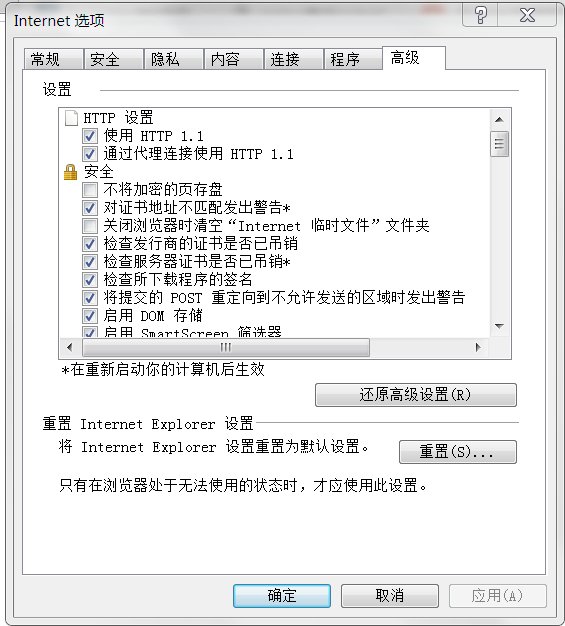 Internet 选项
常规 安全 隐私 内容 连接 程序 高级
设置
HTTP 设置
使用 HTTP 1.1
通过代理连接使用 HTTP 1.1
安全
不将加密的页存盘
对证书地址不匹配发出警告*
关闭浏览器时清空“Internet 临时文件”文件夹
检查发行商的证书是否已吊销
检查服务器证书是否已吊销*
检查所下载程序的签名
将提交的 POST 重定向到不允许发送的区域时发出警告
启用 DOM 存储
启用 SmartScreen 筛选器
*在重新启动你的计算机后生效
还原高级设置(R)
重置 Internet Explorer 设置
将 Internet Explorer 设置重置为默认设置。
重置(S)...
只有在浏览器处于无法使用的状态时，才应使用此设置。
确定 取消 应用(A)